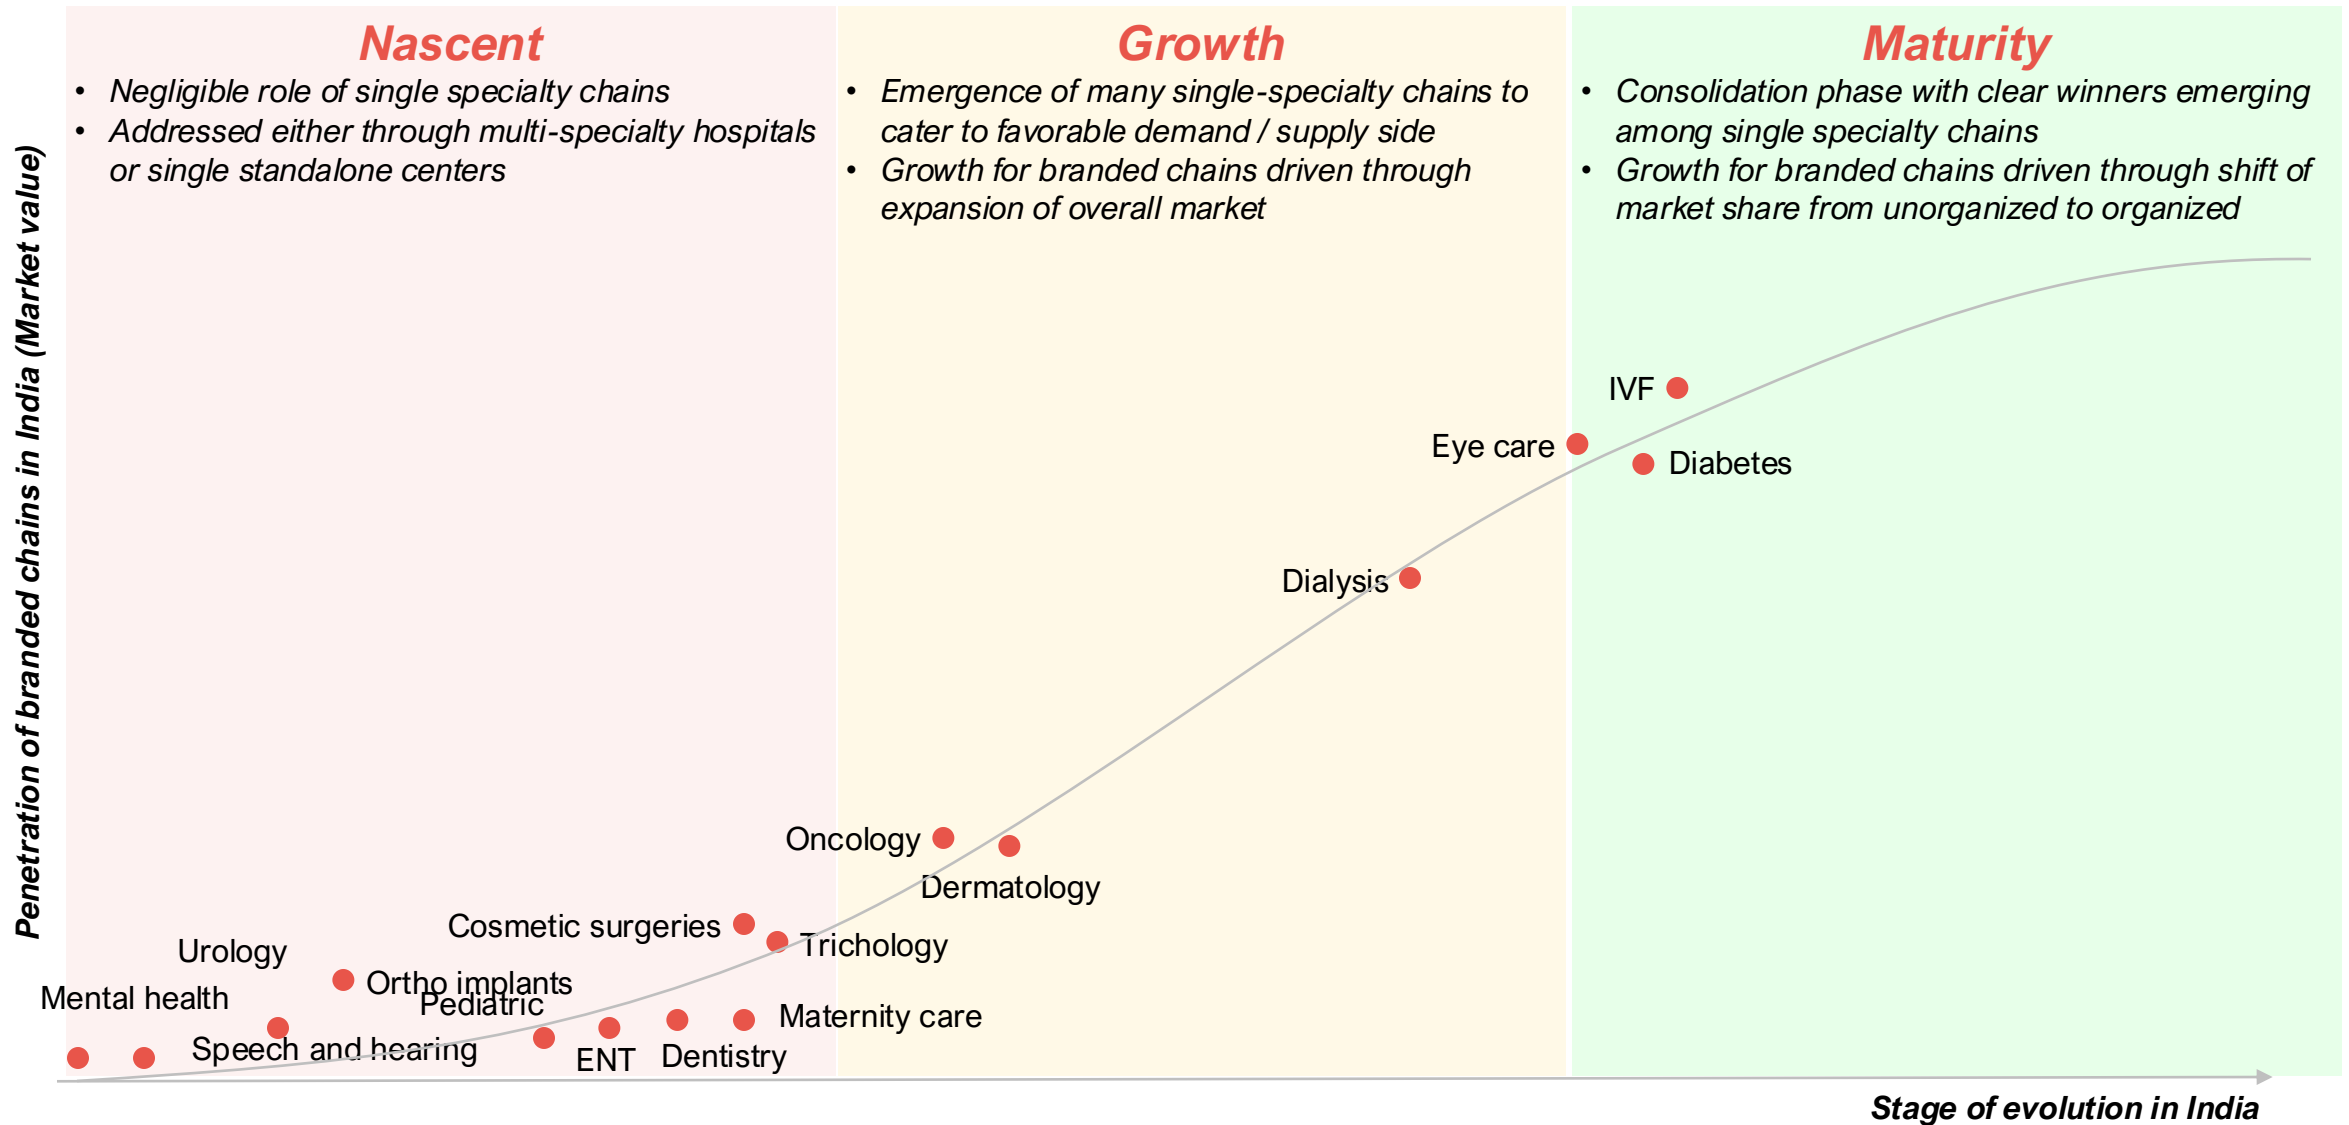 Nascent
• Negligible role of single specialty chains
• Addressed either through multi-specialty hospitals
or single standalone centers
Growth
• Emergence of many single-specialty chains to
cater to favorable demand / supply side
• Growth for branded chains driven through
expansion of overall market
Maturity
• Consolidation phase with clear winners emerging
among single specialty chains
• Growth for branded chains driven through shift of
market share from unorganized to organized
Penetration of branded chains in India (Market value)
IVF
Eye care
Diabetes
Dialysis
Oncology
Dermatology
Cosmetic surgeries
Trichology
Urology
Ortho implants
Mental health
Pediatric
Maternity care
Speech and hearing
ENT
Dentistry
Stage of evolution in India